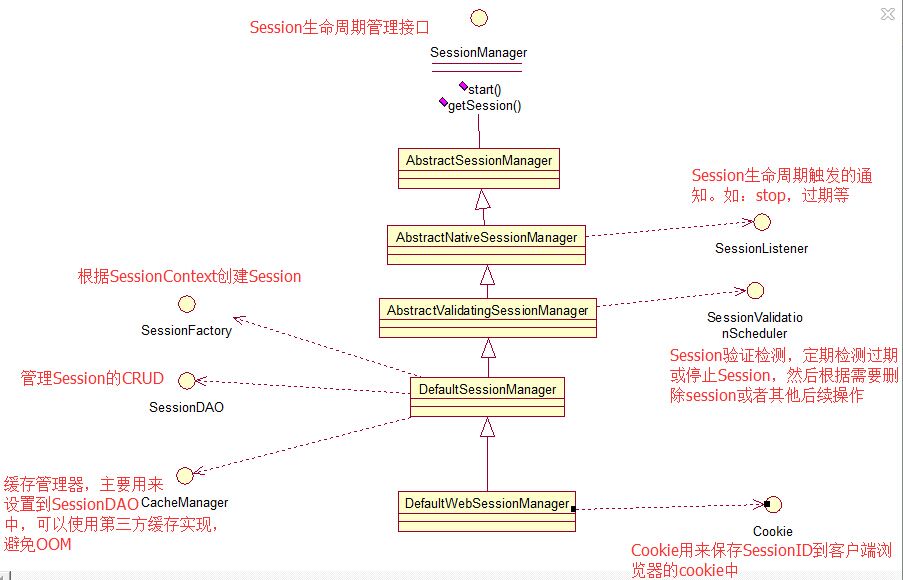 Session生命周期管理接口
SessionManager
start()
getSession()
AbstractSessionManager
Session生命周期触发的通
知。如：stop，过期等
AbstractNativeSessionManager
SessionListener
根据SessionContext创建Session
SessionFactory
AbstractValidatingSessionManager
SessionValidatio
nScheduler
Session验证检测，定期检测过期
或停止Session，然后根据需要删
除session或者其他后续操作
管理Session的CRUD
SessionDAO
DefaultSessionManager
缓存管理器，主要用来
设置到SessionDAO
中，可以使用第三方缓存实现，
避免OOM
CacheManager
DefaultWebSessionManager
Cookie
Cookie用来保存SessionID到客户端浏
览器的cookie中